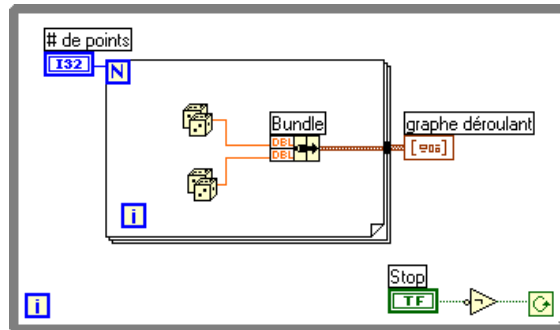 # de points
I32
N
Bundle
DBL
DBL
graphe déroulant
i
Stop
TF
i